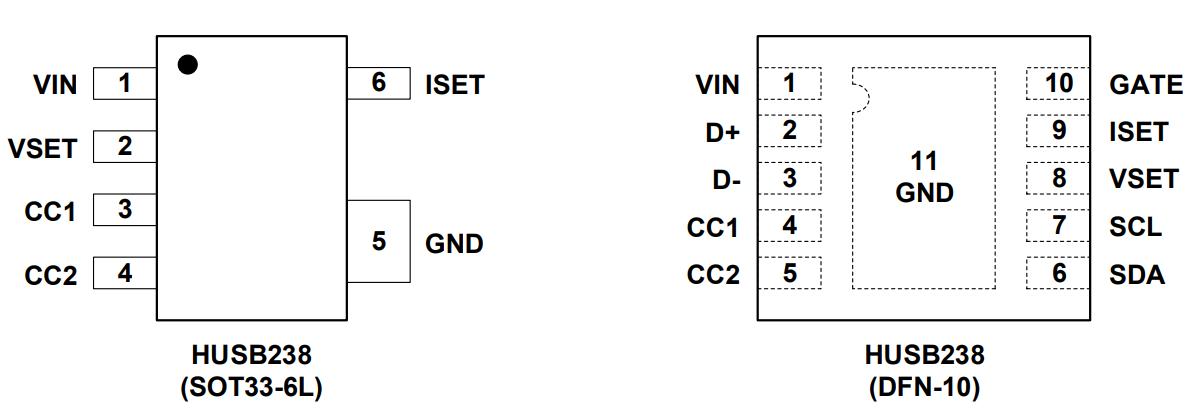 VIN 1 6 ISET
VSET 2
CC1 3
5 GND
CC2 4
HUSB238
(SOT33-6L)
VIN 1 10 GATE
D+ 2 9 ISET
11
GND
D- 3 8 VSET
CC1 4 7 SCL
CC2 5 6 SDA
HUSB238
(DFN-10)